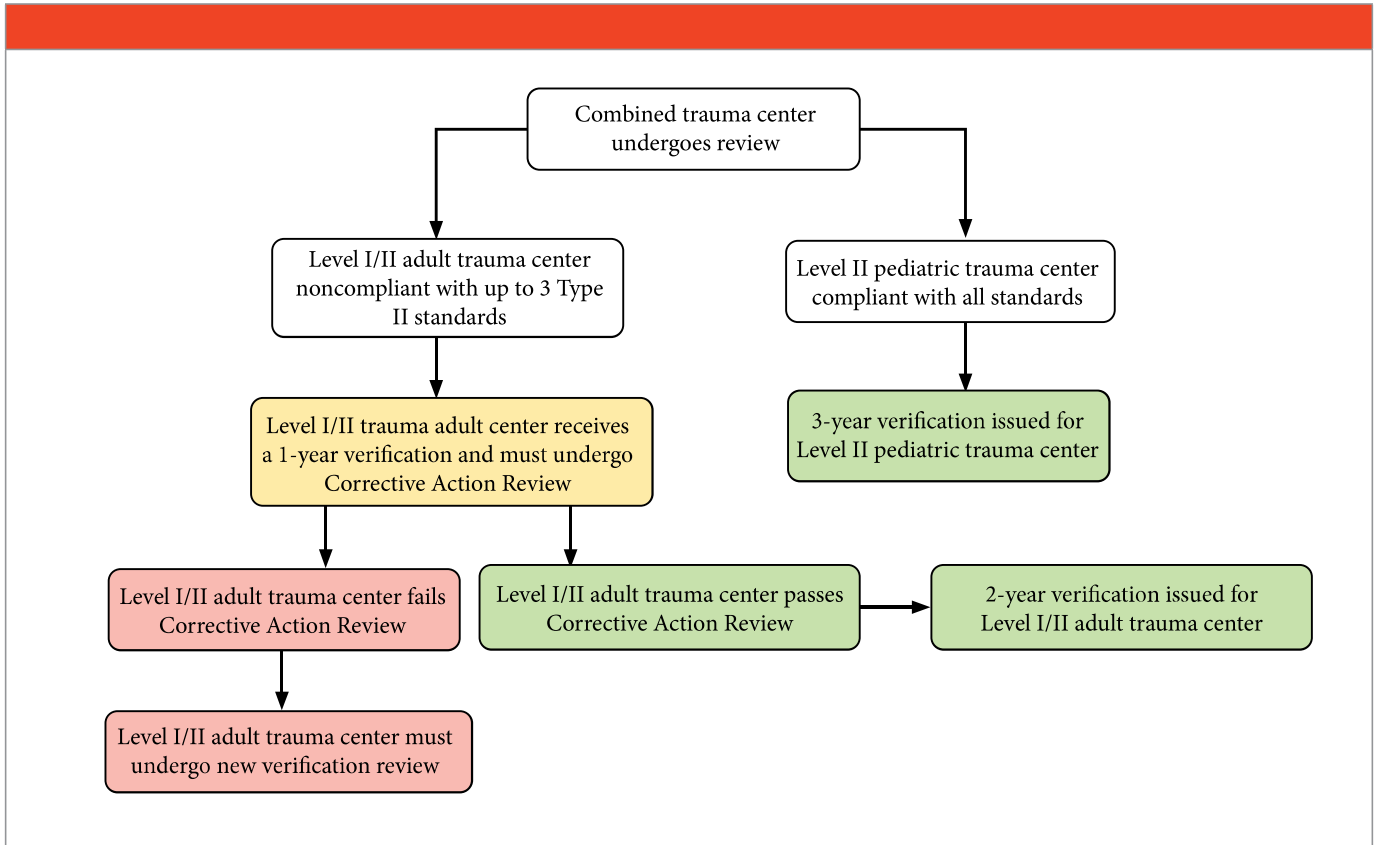 Combined trauma center
undergoes review
Level I/II adult trauma center
noncompliant with up to 3 Type
II standards
Level II pediatric trauma center
compliant with all standards
Level I/II trauma adult center receives
a 1-year verification and must undergo
Corrective Action Review
3-year verification issued for
Level II pediatric trauma center
Level I/II adult trauma center fails
Corrective Action Review
Level I/II adult trauma center passes
Corrective Action Review
2-year verification issued for
Level I/II adult trauma center
Level I/II adult trauma center must
undergo new verification review